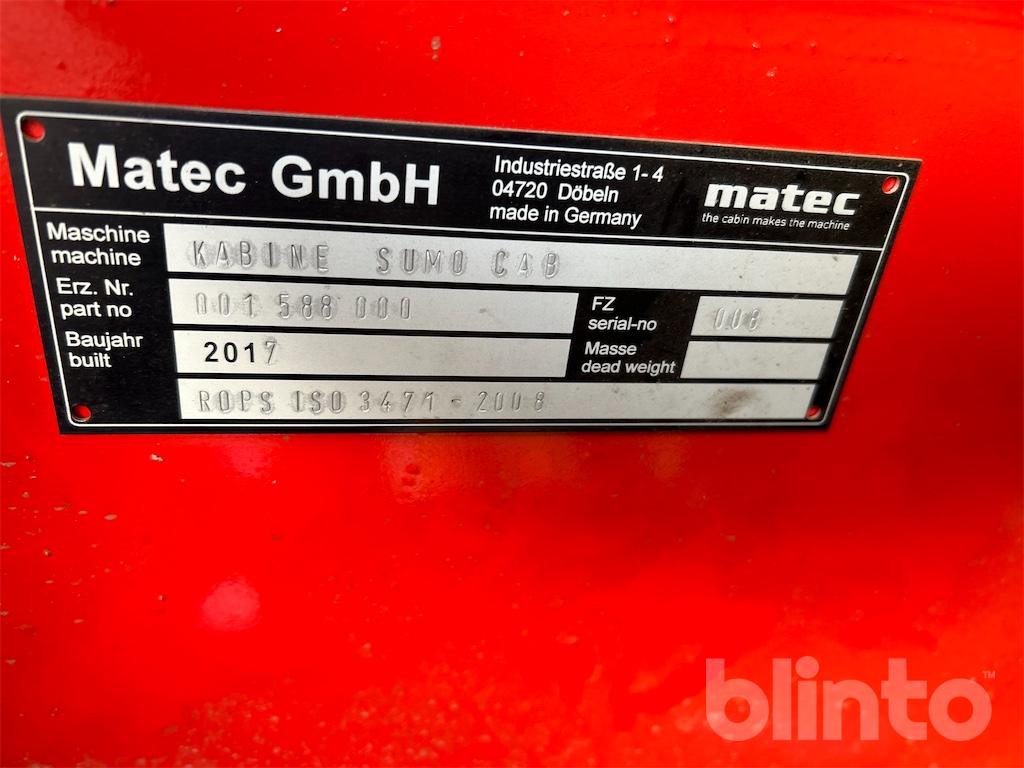 Matec GmbH
Industriestraße 1-4
04720 Döbeln
made in Germany
matec
the cabin makes the machine
Maschine
machine
KABINE SUMO CAB
Erz. Nr.
part no
001 588 000
FZ
serial-no
008
Baujahr
built
2017
Masse
dead weight
ROPS ISO 3471-2008
blinto™